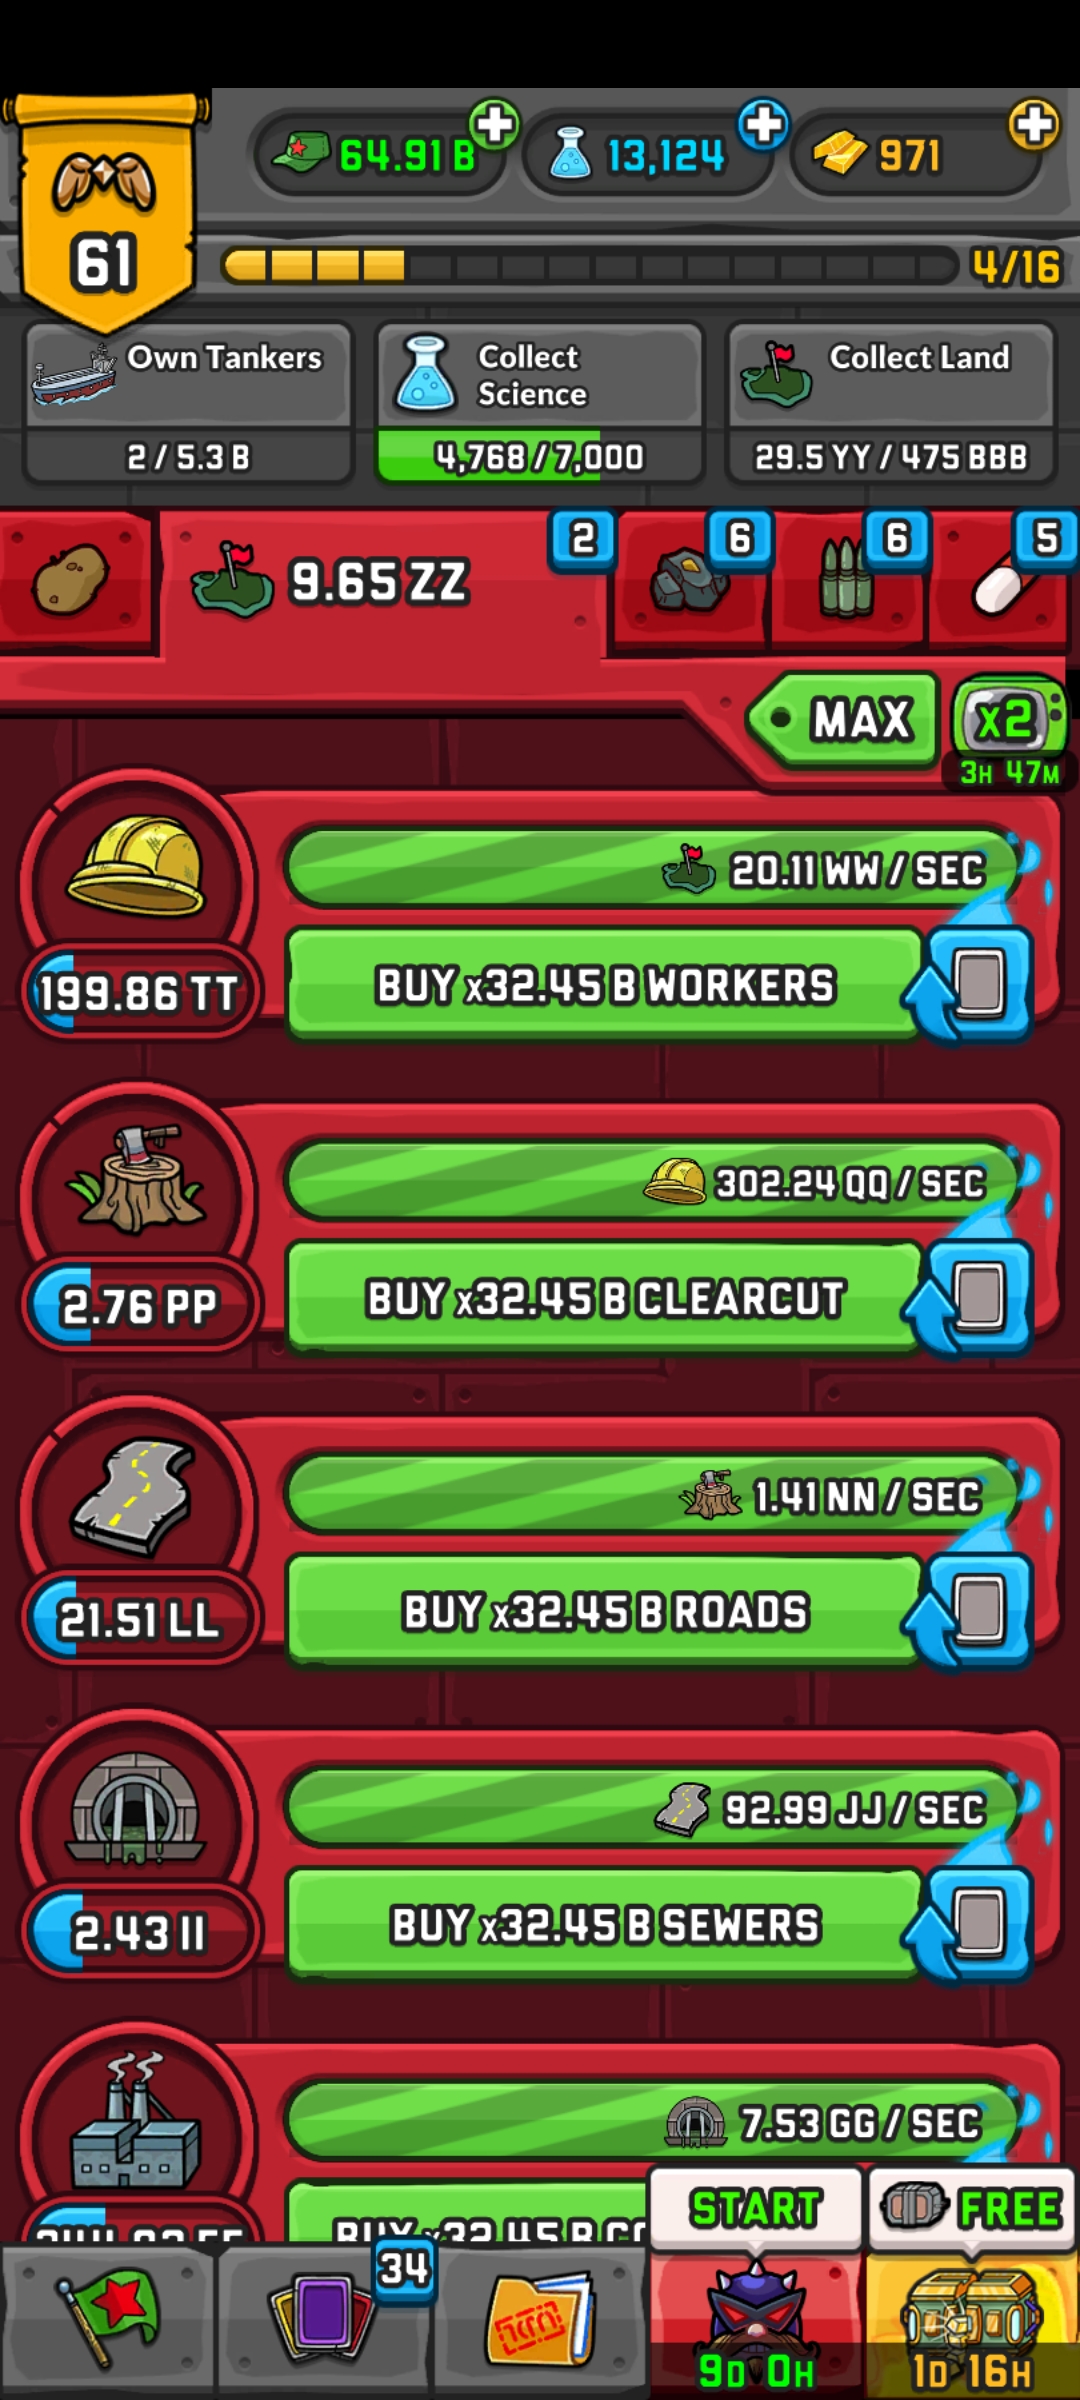 64.91 B
13,124
971
61
4/16
Own Tankers
2 / 5.3 B
Collect
Science
4,768 / 7,000
Collect Land
29.5 YY / 475 BBB
9.65 ZZ
2
6
6
5
MAX
x2
3H 47M
20.11 WW / SEC
199.86 TT
BUY x32.45 B WORKERS
302.24 QQ / SEC
2.76 PP
BUY x32.45 B CLEARCUT
1.41 NN / SEC
21.51 LL
BUY x32.45 B ROADS
92.99 JJ / SEC
2.43 II
BUY x32.45 B SEWERS
7.53 GG / SEC
BUY x32.45 B
START
FREE
34
9D 0H
1D 16H